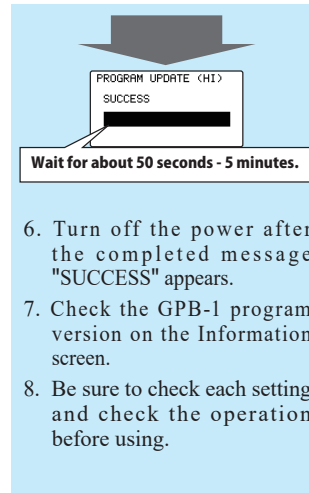 PROGRAM UPDATE (HI)
SUCCESS
Wait for about 50 seconds - 5 minutes.
6. Turn off the power after
the completed message
"SUCCESS" appears.
7. Check the GPB-1 program
version on the Information
screen.
8. Be sure to check each setting
and check the operation
before using.